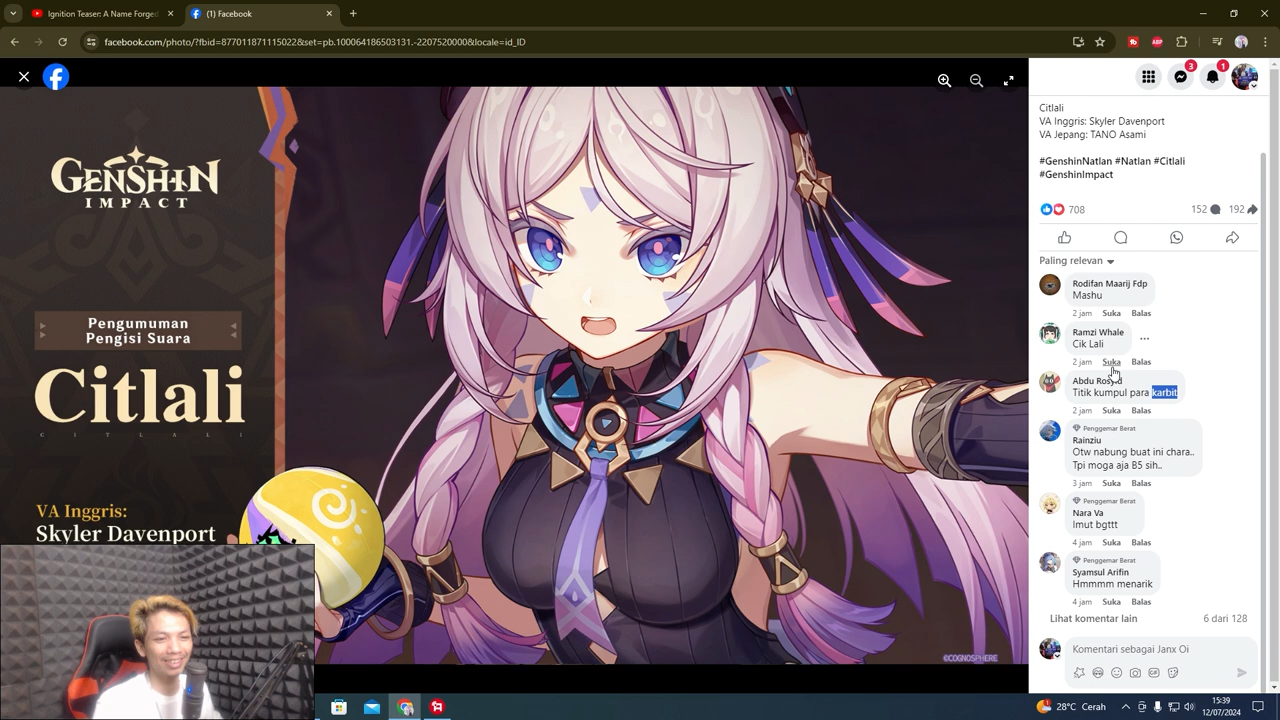 Ignition Teaser: A Name Forged
(1) Facebook
facebook.com/photo/?fbid=877011871115022&set=pb.100064186503131.-2207520000&locale=id_ID
GENSHIN
IMPACT
Pengumuman
Pengisi Suara
Citlali
CITLALI
VA Inggris:
Skyler Davenport
©COGNOSPHERE
3
1
Citlali
VA Inggris: Skyler Davenport
VA Jepang: TANO Asami
#GenshinNatlan #Natlan #Citlali
#GenshinImpact
708
152
192
Paling relevan
Rodifan Maarij Fdp
Mashu
2 jam Suka Balas
Ramzi Whale
Cik Lali
2 jam Suka Balas
Abdu Rosyid
Titik kumpul para karbit
2 jam Suka Balas
Penggemar Berat
Rainziu
Otw nabung buat ini chara..
Tpi moga aja B5 sih..
3 jam Suka Balas
Penggemar Berat
Nara Va
Imut bgttt
4 jam Suka Balas
Penggemar Berat
Syamsul Arifin
Hmmmm menarik
4 jam Suka Balas
Lihat komentar lain 6 dari 128
Komentari sebagai Janx Oi
GIF
28°C Cerah
15:39
12/07/2024